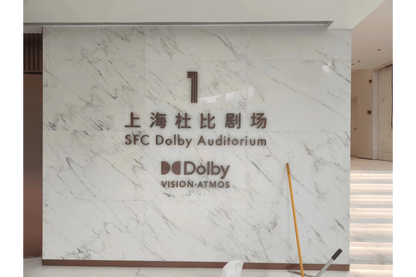 1
上海杜比剧场
SFC Dolby Auditorium
Dolby
VISION·ATMOS